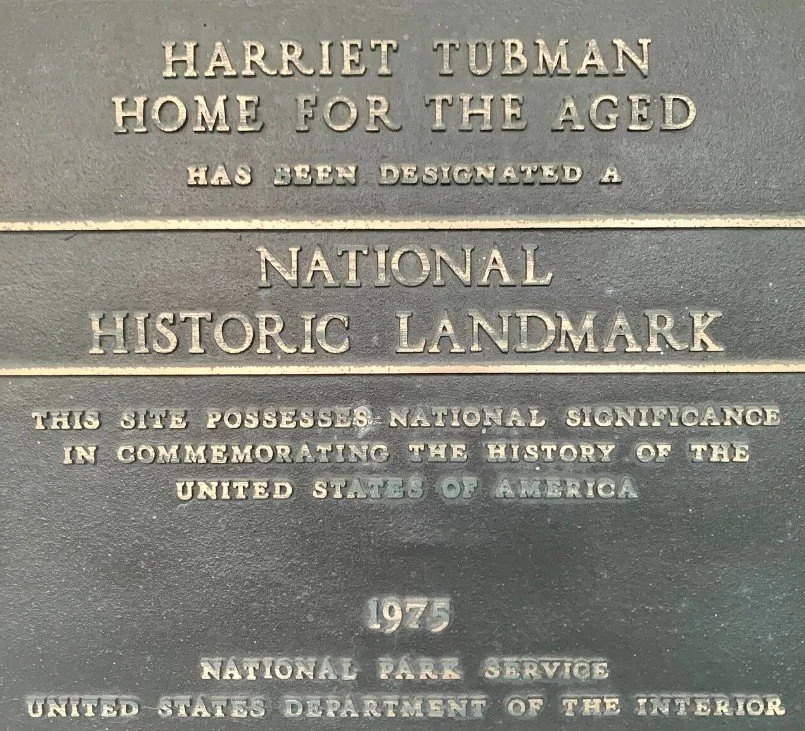 HARRIET TUBMAN
HOME FOR THE AGED
HAS BEEN DESIGNATED A
NATIONAL
HISTORIC LANDMARK
THIS SITE POSSESSES NATIONAL SIGNIFICANCE
IN COMMEMORATING THE HISTORY OF THE
UNITED STATES OF AMERICA
1975
NATIONAL PARK SERVICE
UNITED STATES DEPARTMENT OF THE INTERIOR